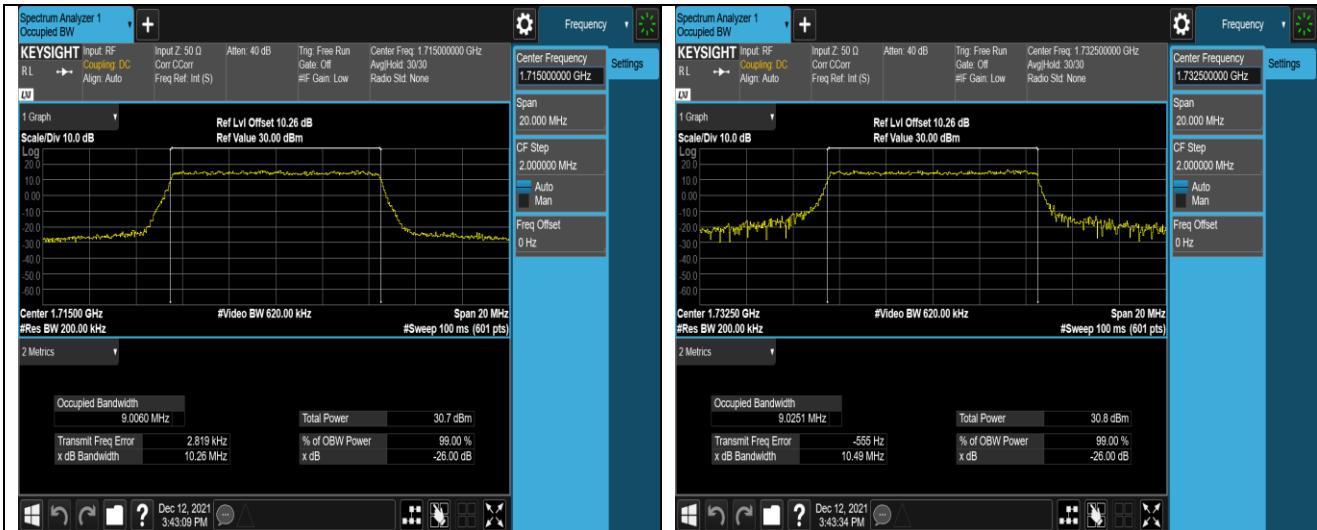 Spectrum Analyzer 1
Occupied BW
+
Frequency
KEYSIGHT Input: RF Input Z: 50 Ω Atten: 40 dB Trig: Free Run Center Freq: 1.715000000 GHz
Coupling: DC Corr CCorr Gate: Off Avg|Hold: 30/30
RL Align: Auto Freq Ref: Int (S) #IF Gain: Low Radio Std: None
LXI
Center Frequency
1.715000000 GHz
Settings
Span
20.000 MHz
CF Step
2.000000 MHz
Auto
Man
Freq Offset
0 Hz
1 Graph
Ref Lvl Offset 10.26 dB
Scale/Div 10.0 dB Ref Value 30.00 dBm
Log
20.0
10.0
0.00
-10.0
-20.0
-30.0
-40.0
-50.0
-60.0
Center 1.71500 GHz #Video BW 620.00 kHz Span 20 MHz
#Res BW 200.00 kHz #Sweep 100 ms (601 pts)
2 Metrics
Occupied Bandwidth
9.0060 MHz Total Power 30.7 dBm
Transmit Freq Error 2.819 kHz % of OBW Power 99.00 %
x dB Bandwidth 10.26 MHz x dB -26.00 dB
?
Dec 12, 2021
3:43:09 PM
Spectrum Analyzer 1
Occupied BW
+
Frequency
KEYSIGHT Input: RF Input Z: 50 Ω Atten: 40 dB Trig: Free Run Center Freq: 1.732500000 GHz
Coupling: DC Corr CCorr Gate: Off Avg|Hold: 30/30
RL Align: Auto Freq Ref: Int (S) #IF Gain: Low Radio Std: None
LXI
Center Frequency
1.732500000 GHz
Settings
Span
20.000 MHz
CF Step
2.000000 MHz
Auto
Man
Freq Offset
0 Hz
1 Graph
Ref Lvl Offset 10.26 dB
Scale/Div 10.0 dB Ref Value 30.00 dBm
Log
20.0
10.0
0.00
-10.0
-20.0
-30.0
-40.0
-50.0
-60.0
Center 1.73250 GHz #Video BW 620.00 kHz Span 20 MHz
#Res BW 200.00 kHz #Sweep 100 ms (601 pts)
2 Metrics
Occupied Bandwidth
9.0251 MHz Total Power 30.8 dBm
Transmit Freq Error -555 Hz % of OBW Power 99.00 %
x dB Bandwidth 10.49 MHz x dB -26.00 dB
?
Dec 12, 2021
3:43:34 PM